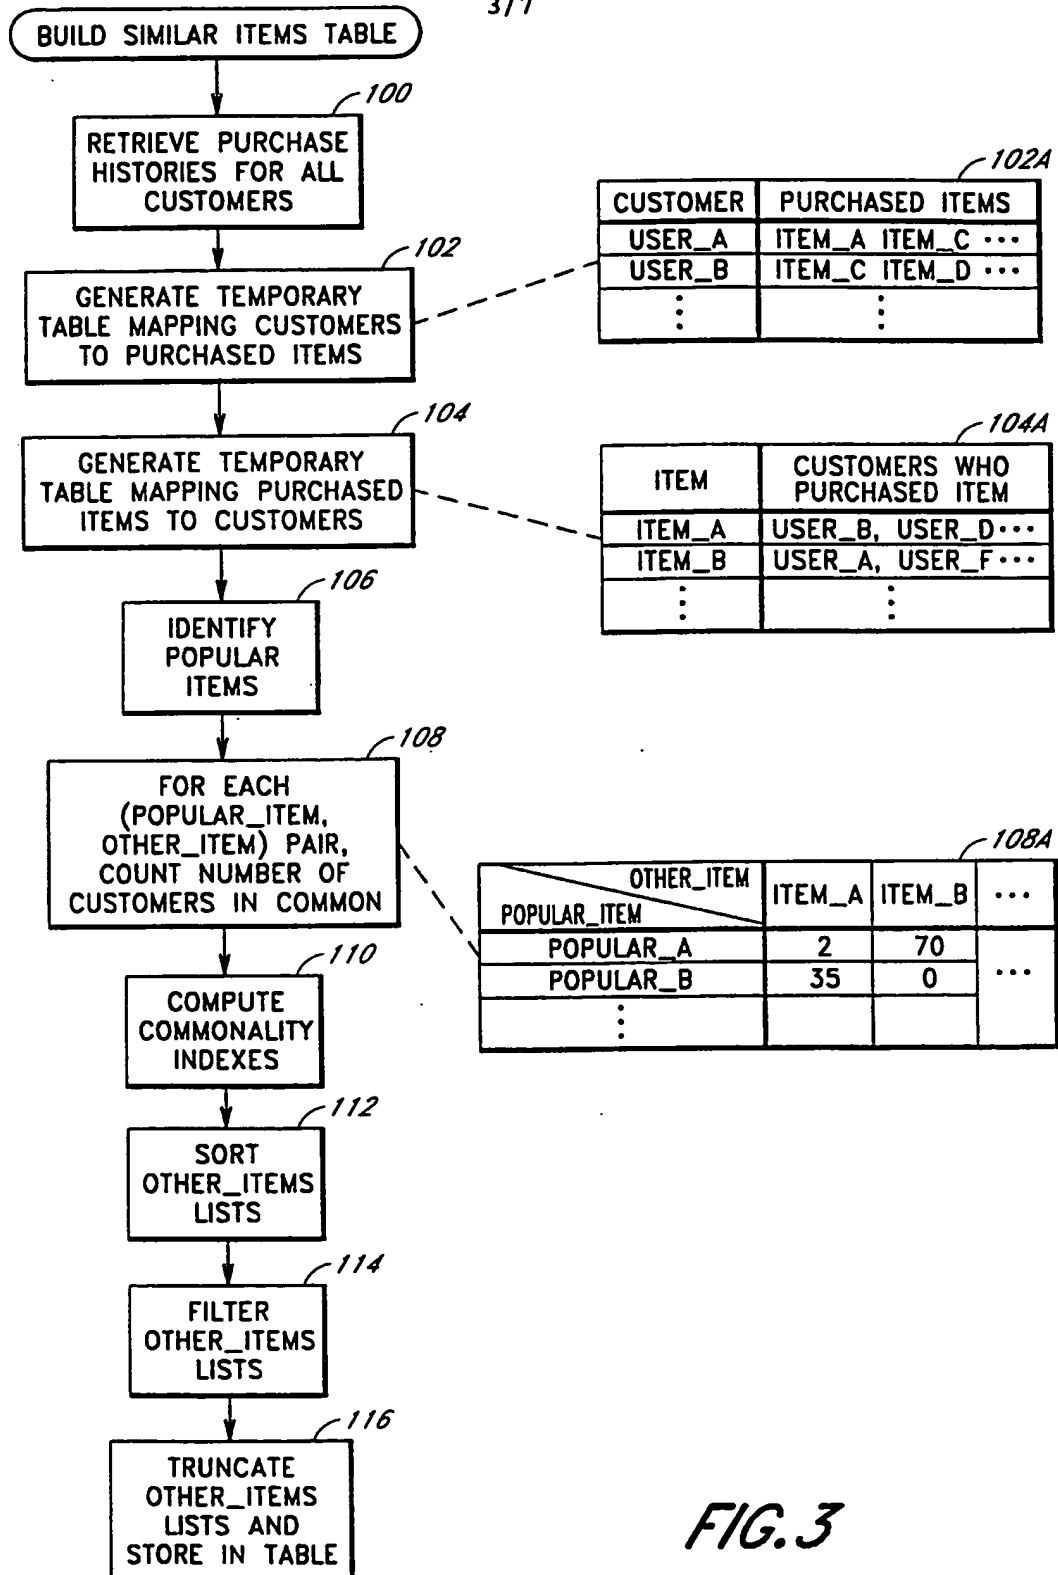 3/7
BUILD SIMILAR ITEMS TABLE
100
RETRIEVE PURCHASE
HISTORIES FOR ALL
CUSTOMERS
102
GENERATE TEMPORARY
TABLE MAPPING CUSTOMERS
TO PURCHASED ITEMS
102A
CUSTOMER PURCHASED ITEMS
USER_A ITEM_A ITEM_C ...
USER_B ITEM_C ITEM_D ...
104
GENERATE TEMPORARY
TABLE MAPPING PURCHASED
ITEMS TO CUSTOMERS
104A
ITEM CUSTOMERS WHO
PURCHASED ITEM
ITEM_A USER_B, USER_D...
ITEM_B USER_A, USER_F...
106
IDENTIFY
POPULAR
ITEMS
108
FOR EACH
(POPULAR_ITEM,
OTHER_ITEM) PAIR,
COUNT NUMBER OF
CUSTOMERS IN COMMON
108A
OTHER_ITEM ITEM_A ITEM_B ...
POPULAR_ITEM
POPULAR_A 2 70
POPULAR_B 35 0 ...
110
COMPUTE
COMMONALITY
INDEXES
112
SORT
OTHER_ITEMS
LISTS
114
FILTER
OTHER_ITEMS
LISTS
116
TRUNCATE
OTHER_ITEMS
LISTS AND
STORE IN TABLE
FIG.3